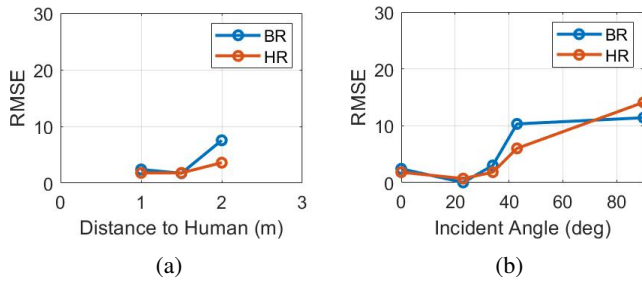 30
20
10
0
RMSE
BR
HR
0
1
2
3
Distance to Human (m)
(a)
30
20
10
0
RMSE
BR
HR
0
20
40
60
80
Incident Angle (deg)
(b)